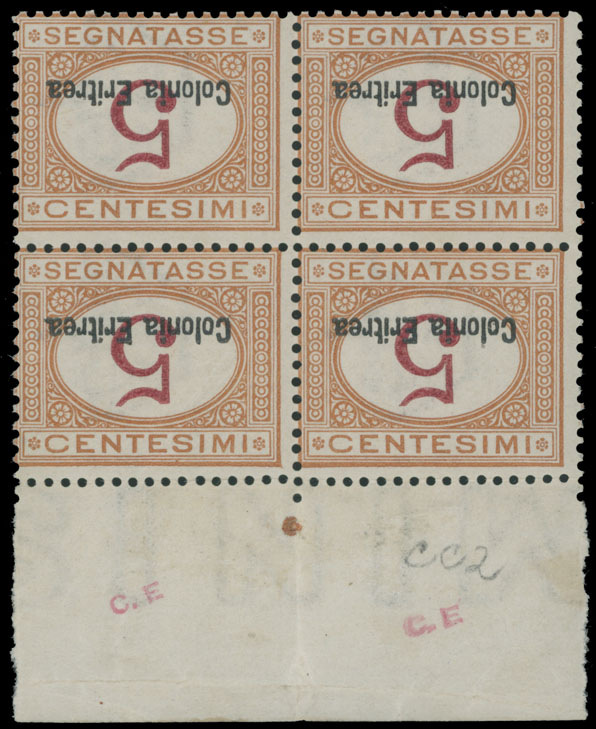 SEGNATASSE SEGNATASSE
Colonia Eritrea Colonia Eritrea
5 5
CENTESIMI CENTESIMI
SEGNATASSE SEGNATASSE
Colonia Eritrea Colonia Eritrea
5 5
CENTESIMI CENTESIMI
CC2
C.E C.E